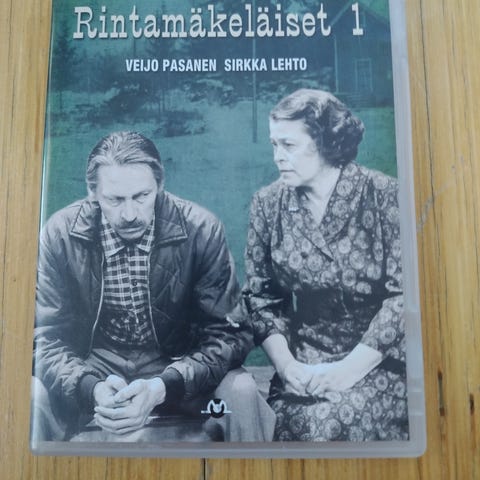 Rintamäkeläiset 1
VEIJO PASANEN SIRKKA LEHTO